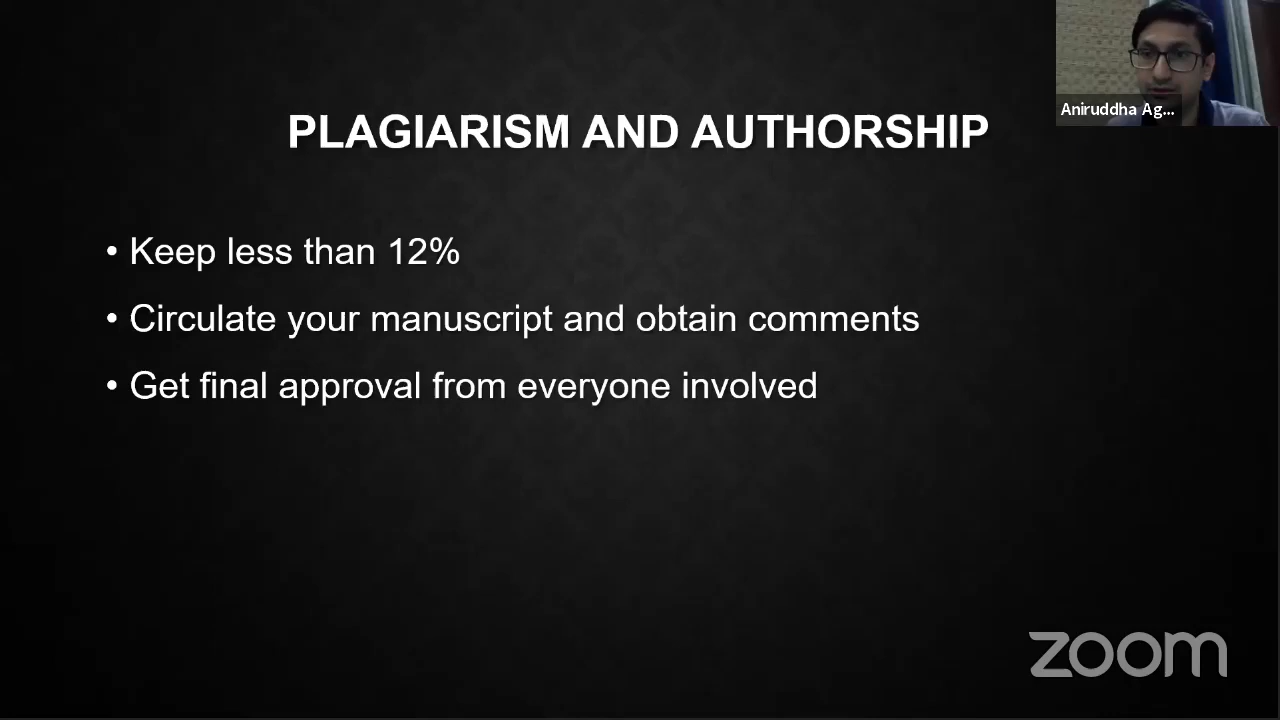 Aniruddha Ag...
PLAGIARISM AND AUTHORSHIP
• Keep less than 12%
• Circulate your manuscript and obtain comments
• Get final approval from everyone involved
zoom